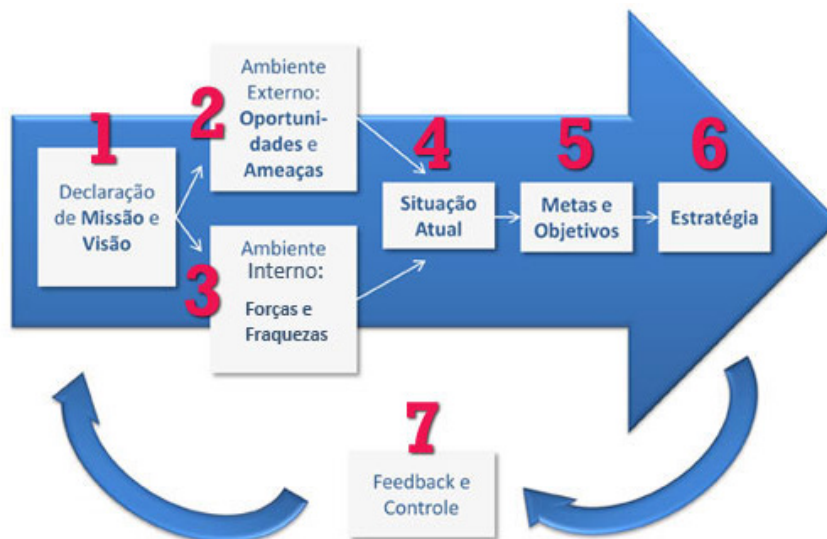 1
Declaração
de Missão e
Visão
2
Ambiente
Externo:
Oportuni-
dades e
Ameaças
3
Ambiente
Interno:
Forças e
Fraquezas
4
Situação
Atual
5
Metas e
Objetivos
6
Estratégia
7
Feedback e
Controle